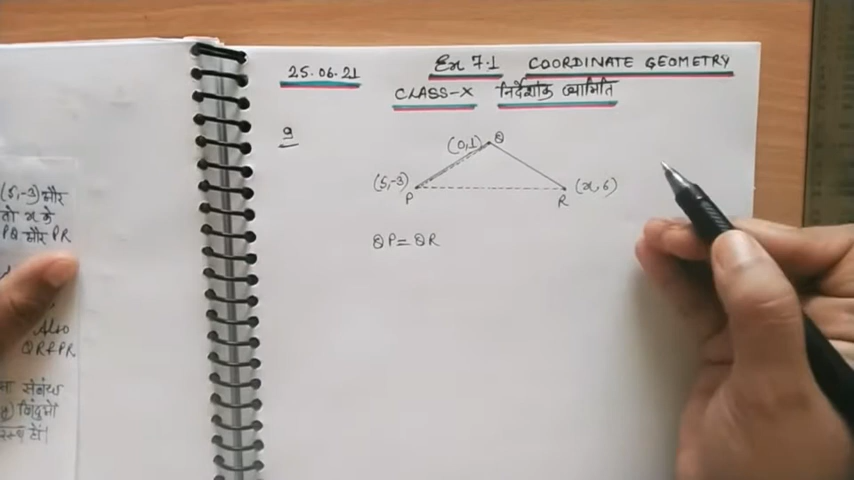 25.06.21 Ex 7.1 COORDINATE GEOMETRY
CLASS-X निर्देशांक ज्यामिति
9
(0,1) Q
(5,-3) (x, 6)
P R
QP = QR
(5,-3) और
तो x के
PQ और PR
Also
QR & PR